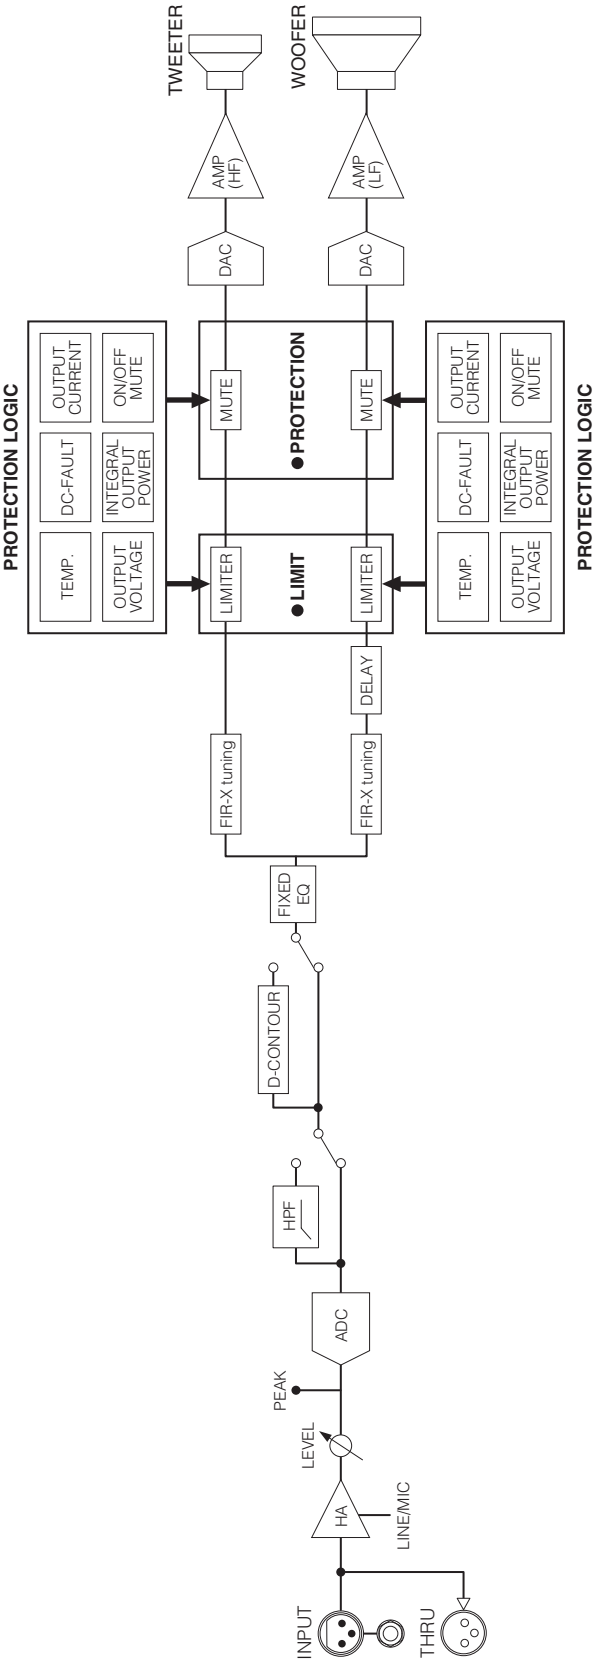 INPUT
THRU
HA
LINE/MIC
LEVEL
PEAK
ADC
HPF
D-CONTOUR
FIXED
EQ
FIR-X tuning
FIR-X tuning
DELAY
LIMITER
LIMITER
LIMIT
MUTE
MUTE
PROTECTION
PROTECTION LOGIC
TEMP.
DC-FAULT
OUTPUT
CURRENT
OUTPUT
VOLTAGE
INTEGRAL
OUTPUT
POWER
ON/OFF
MUTE
TEMP.
DC-FAULT
OUTPUT
CURRENT
OUTPUT
VOLTAGE
INTEGRAL
OUTPUT
POWER
ON/OFF
MUTE
PROTECTION LOGIC
DAC
DAC
AMP
(HF)
AMP
(LF)
TWEETER
WOOFER